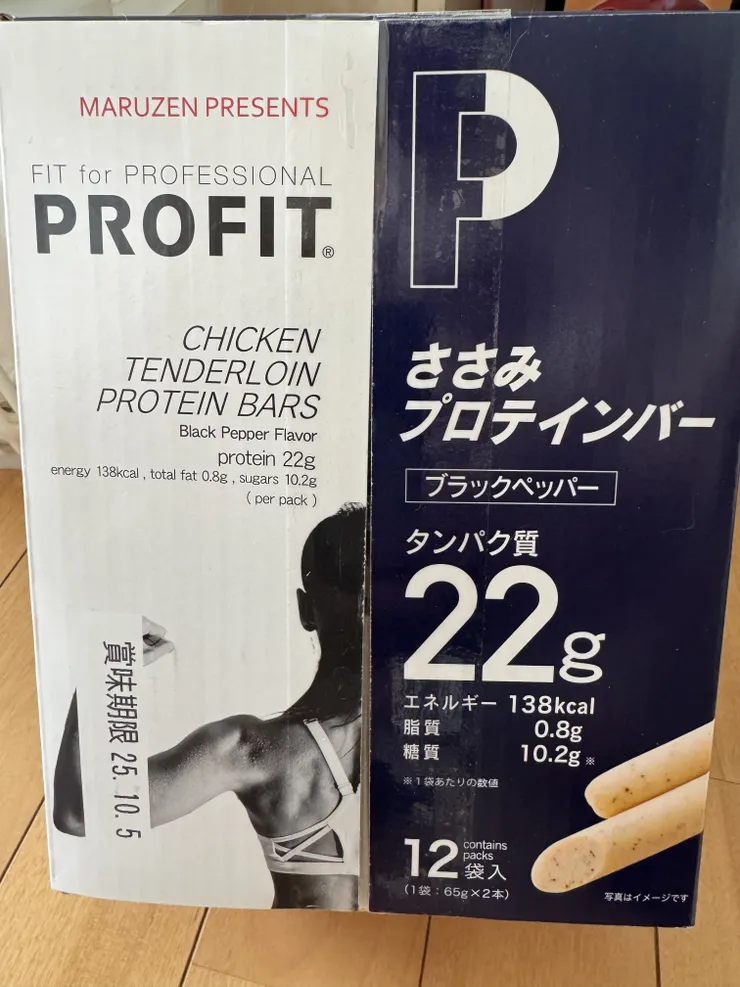 MARUZEN PRESENTS
FIT for PROFESSIONAL
PROFIT®
CHICKEN
TENDERLOIN
PROTEIN BARS
Black Pepper Flavor
protein 22g
energy 138kcal , total fat 0.8g , sugars 10.2g
( per pack )
賞味期限 25. 10. 5
P
ささみ
プロテインバー
ブラックペッパー
タンパク質
22g
エネルギー 138kcal
脂質 0.8g
糖質 10.2g※
※1袋あたりの数値
12 contains packs 袋入
(1袋:65g×2本)
写真はイメージです